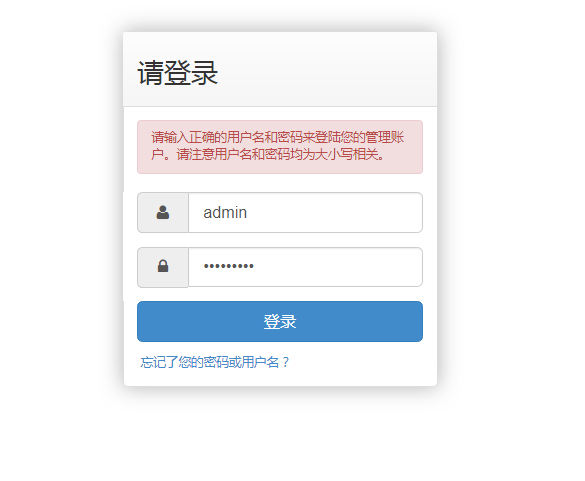 请登录
请输入正确的用户名和密码来登陆您的管理账
户。请注意用户名和密码均为大小写相关。
admin
•••••••••
登录
忘记了您的密码或用户名？